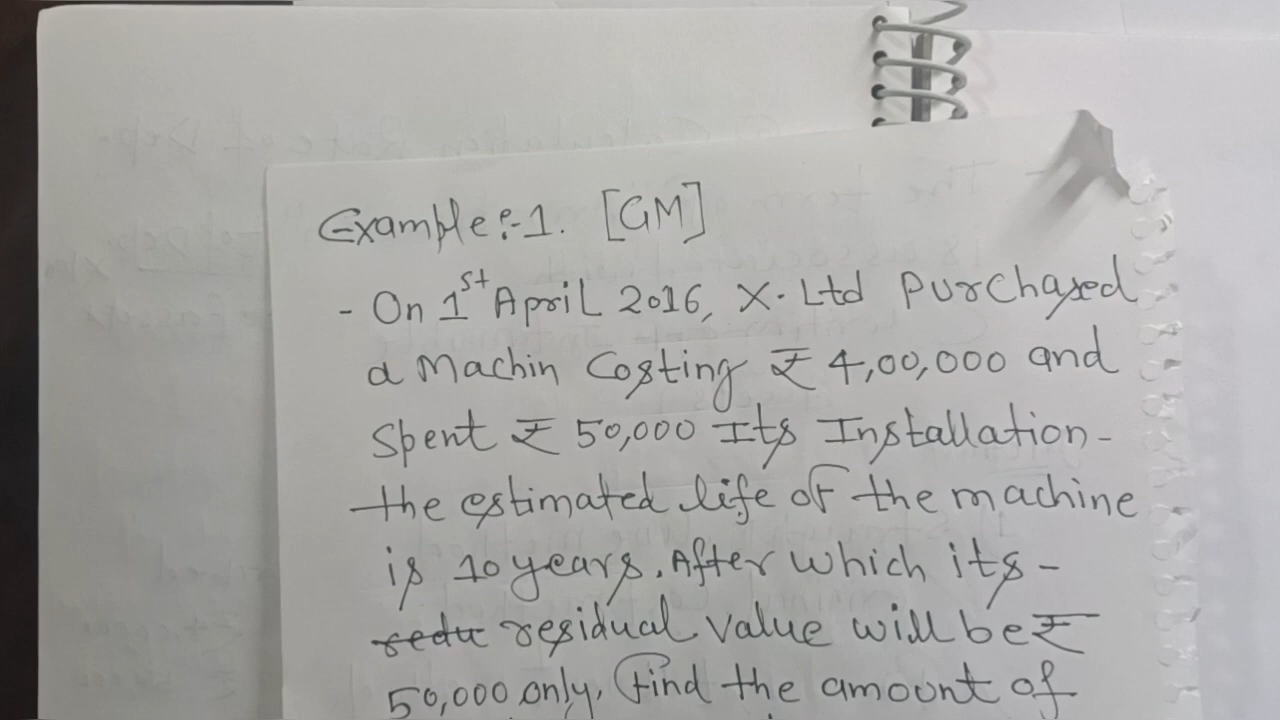 Example:-1. [GM]
- On 1st April 2016, X. Ltd Purchased
a Machin Costing ₹ 4,00,000 and
Spent ₹ 50,000 Its Installation-
the estimated life of the machine
is 10 years. After which its -
redu residual value will be ₹
50,000 only, Find the amount of